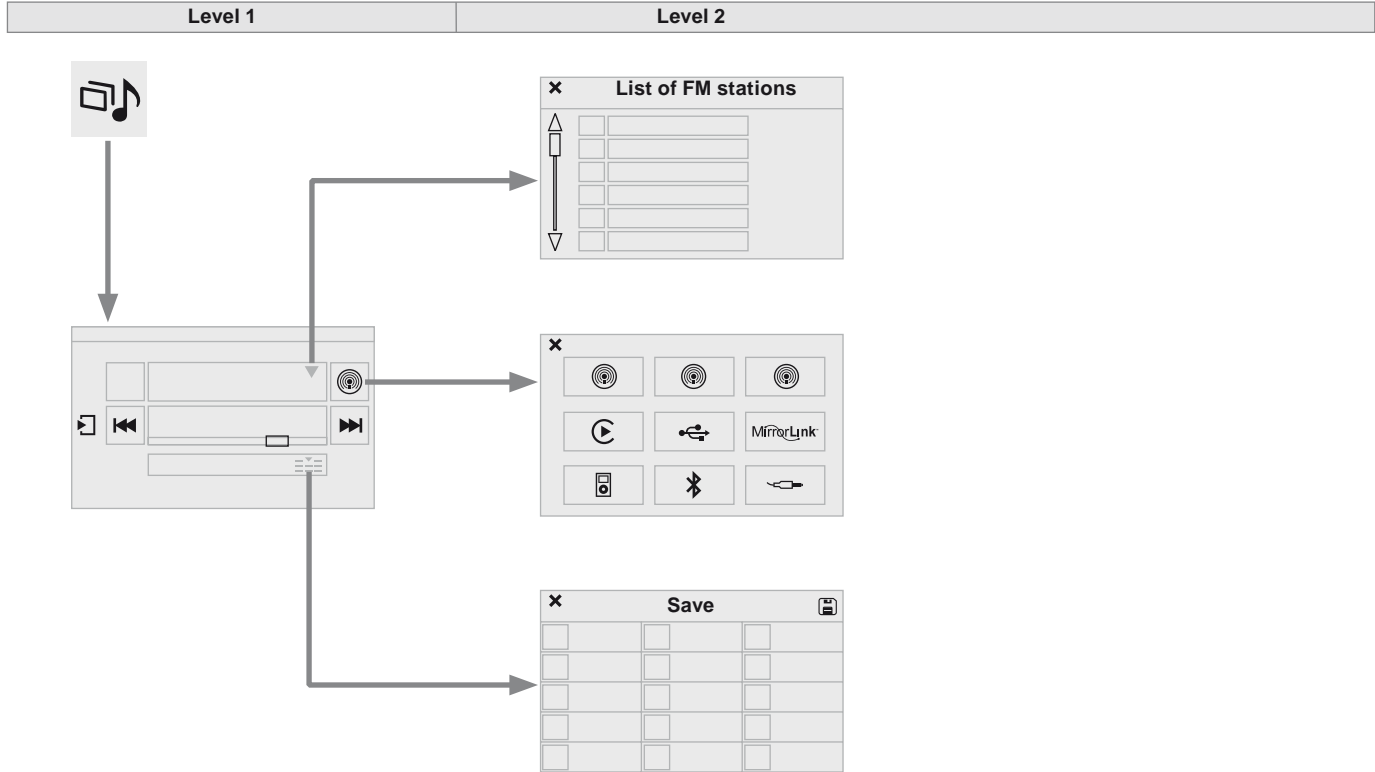 Level 1
Level 2
List of FM stations
MirrorLink
Save